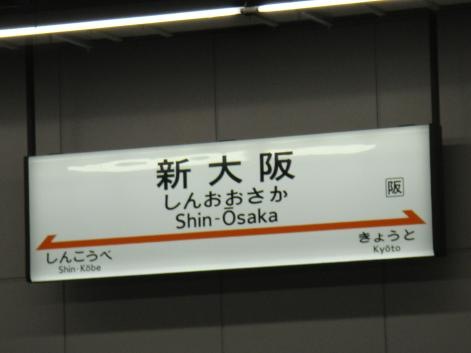 新大阪
しんおおさか
Shin-Ōsaka
阪
しんこうべ
Shin-Kōbe
きょうと
Kyōto